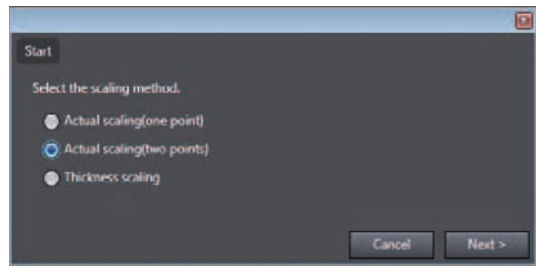 Start
Select the scaling method.
Actual scaling(one point)
Actual scaling(two points)
Thickness scaling
Cancel
Next >